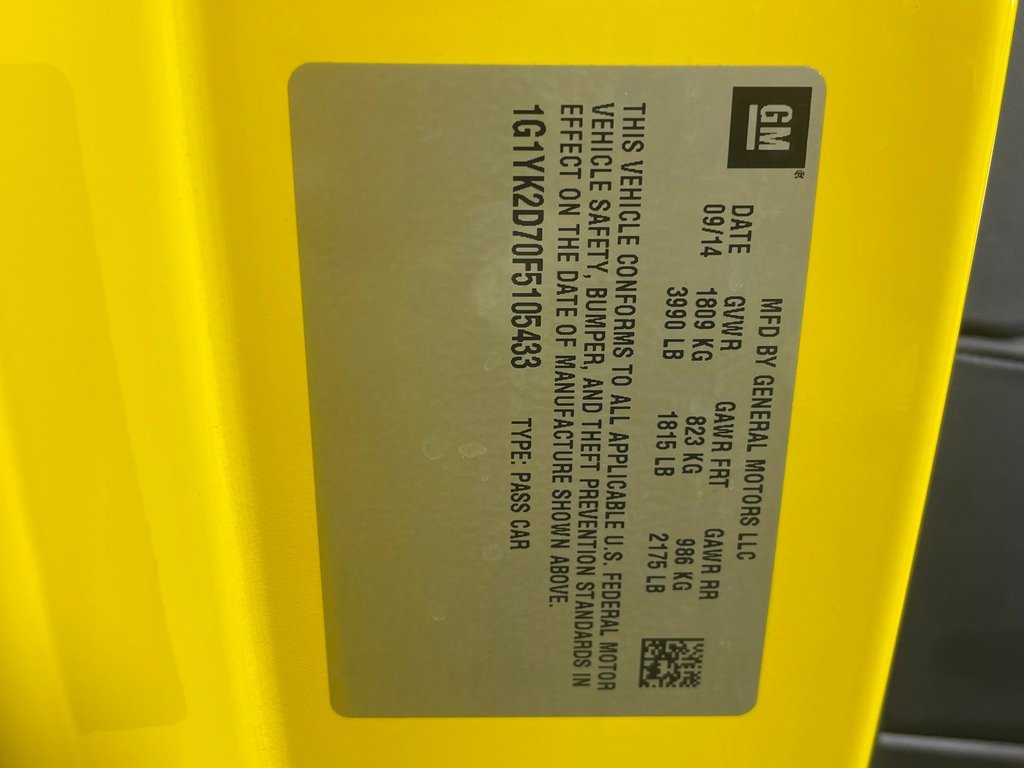 GM®
MFD BY GENERAL MOTORS LLC
DATE GVWR GAWR FRT GAWR RR
09/14 1809 KG 823 KG 986 KG
3990 LB 1815 LB 2175 LB
THIS VEHICLE CONFORMS TO ALL APPLICABLE U.S. FEDERAL MOTOR
VEHICLE SAFETY, BUMPER, AND THEFT PREVENTION STANDARDS IN
EFFECT ON THE DATE OF MANUFACTURE SHOWN ABOVE.
1G1YK2D70F5105433 TYPE: PASS CAR